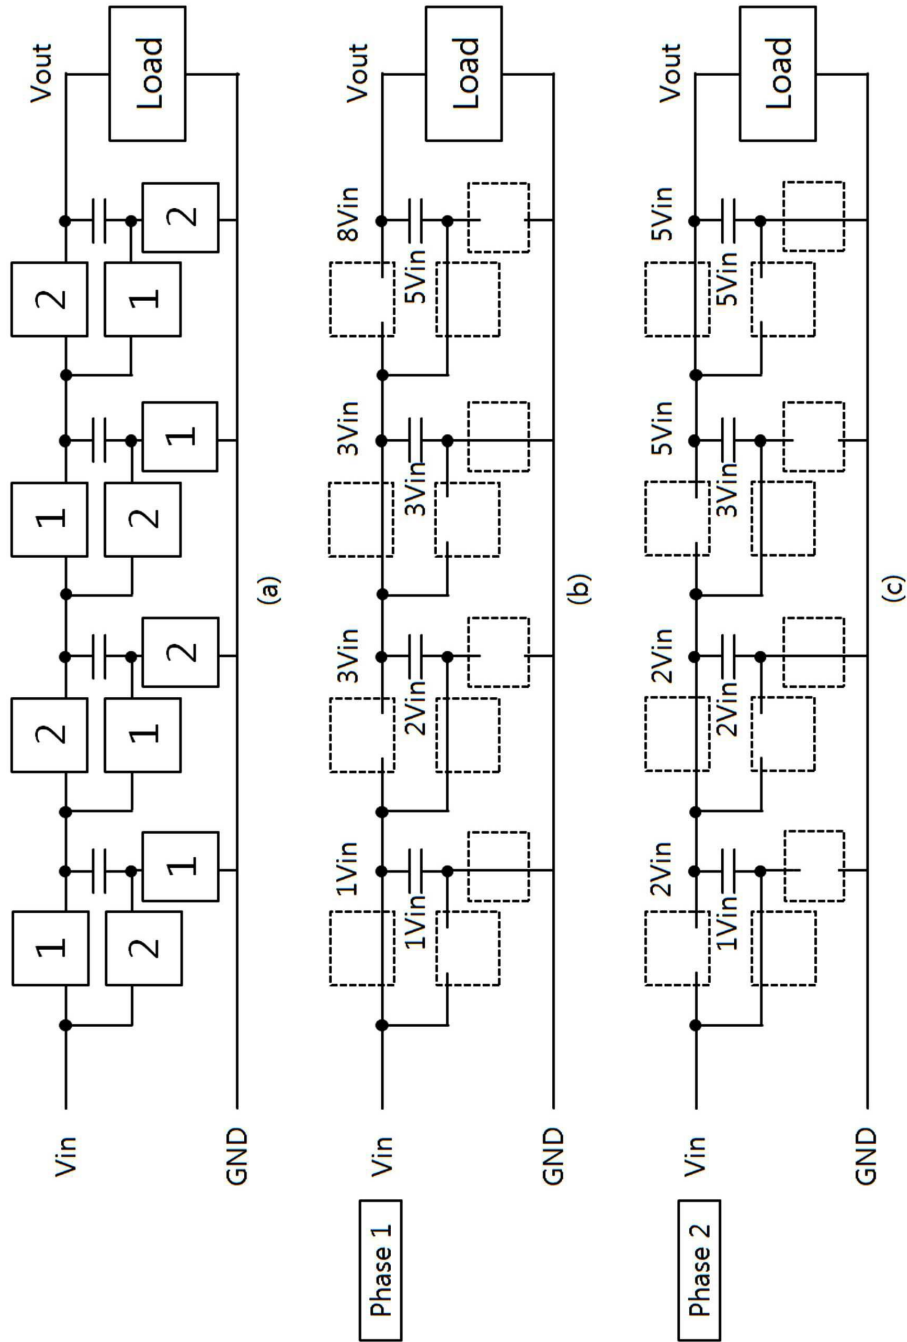 2
1
2
1
Vout
Vin
2
1
1
2
Load
2
1
2
1
GND
(a)
Phase 1
1Vin
3Vin
3Vin
8Vin
Vout
Vin
1Vin
2Vin
3Vin
5Vin
Load
GND
(b)
Phase 2
2Vin
2Vin
5Vin
5Vin
Vout
Vin
1Vin
2Vin
3Vin
5Vin
Load
GND
(c)